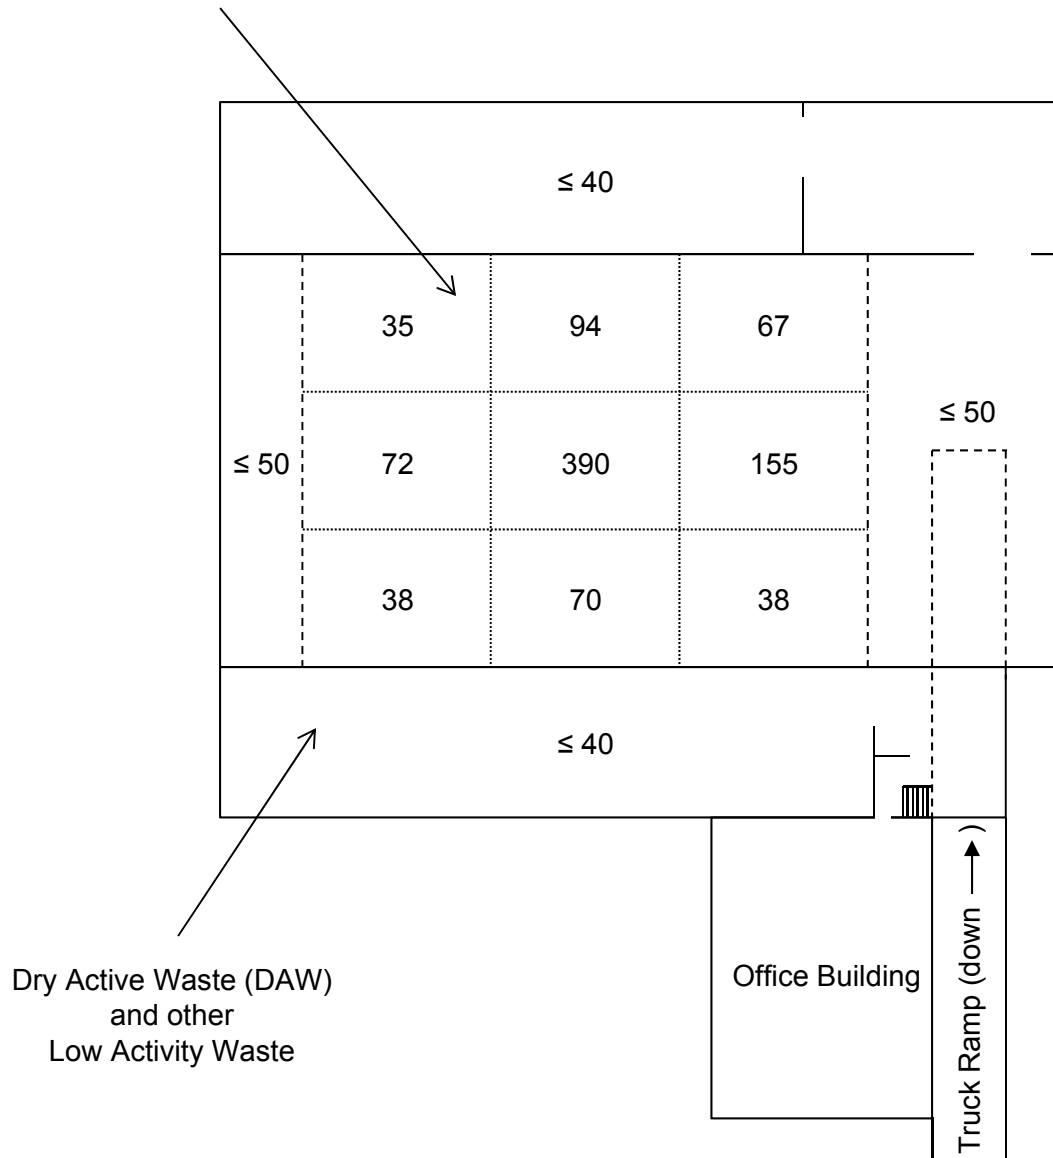 ≤ 40
35 94 67
≤ 50
≤ 50 72 390 155
38 70 38
≤ 40
Dry Active Waste (DAW)
and other
Low Activity Waste
Office Building
Truck Ramp (down → )